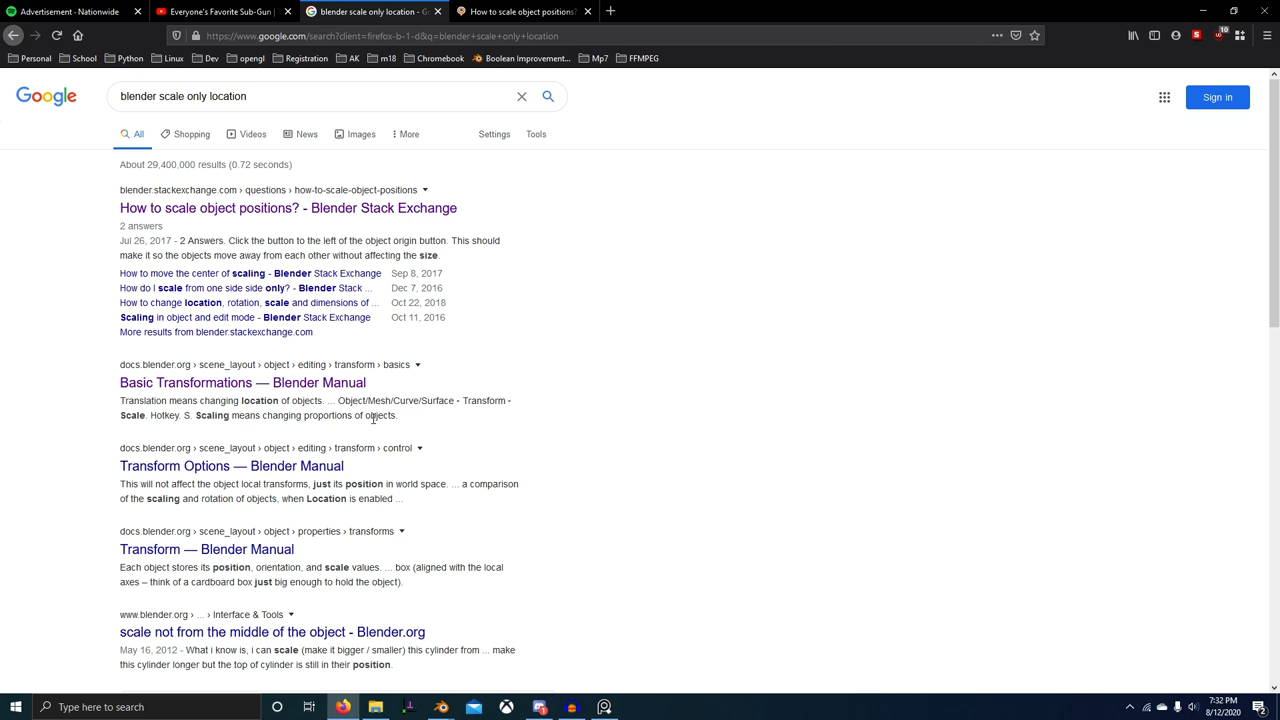 Advertisement - Nationwide
Everyone's Favorite Sub-Gun |
blender scale only location - Go
How to scale object positions? -
https://www.google.com/search?client=firefox-b-1-d&q=blender+scale+only+location
10
Personal School Python Linux Dev opengl Registration AK m18 Chromebook Boolean Improvement... Mp7 FFMPEG
Google
blender scale only location
Sign in
All Shopping Videos News Images More Settings Tools
About 29,400,000 results (0.72 seconds)
blender.stackexchange.com › questions › how-to-scale-object-positions
How to scale object positions? - Blender Stack Exchange
2 answers
Jul 26, 2017 - 2 Answers. Click the button to the left of the object origin button. This should
make it so the objects move away from each other without affecting the size.
How to move the center of scaling - Blender Stack Exchange Sep 8, 2017
How do I scale from one side side only? - Blender Stack ... Dec 7, 2016
How to change location, rotation, scale and dimensions of ... Oct 22, 2018
Scaling in object and edit mode - Blender Stack Exchange Oct 11, 2016
More results from blender.stackexchange.com
docs.blender.org › scene_layout › object › editing › transform › basics
Basic Transformations — Blender Manual
Translation means changing location of objects. ... Object/Mesh/Curve/Surface ‣ Transform ‣
Scale. Hotkey. S. Scaling means changing proportions of objects.
docs.blender.org › scene_layout › object › editing › transform › control
Transform Options — Blender Manual
This will not affect the object local transforms, just its position in world space. ... a comparison
of the scaling and rotation of objects, when Location is enabled ...
docs.blender.org › scene_layout › object › properties › transforms
Transform — Blender Manual
Each object stores its position, orientation, and scale values. ... box (aligned with the local
axes – think of a cardboard box just big enough to hold the object).
www.blender.org › ... › Interface & Tools
scale not from the middle of the object - Blender.org
May 16, 2012 - What i know is, i can scale (make it bigger / smaller) this cylinder from ... make
this cylinder longer but the top of cylinder is still in their position.
Type here to search
7:32 PM
8/12/2020
2